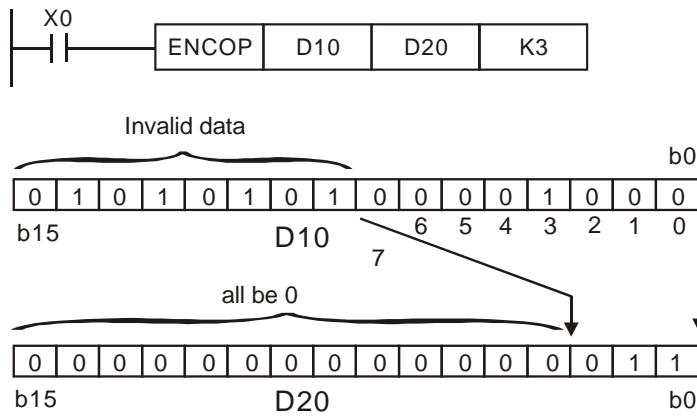 X0
ENCOP D10 D20 K3
Invalid data
b0
0 1 0 1 0 1 0 1 0 0 0 0 1 0 0 0
b15 D10 7 6 5 4 3 2 1 0
all be 0
0 0 0 0 0 0 0 0 0 0 0 0 0 0 1 1
b15 D20 b0